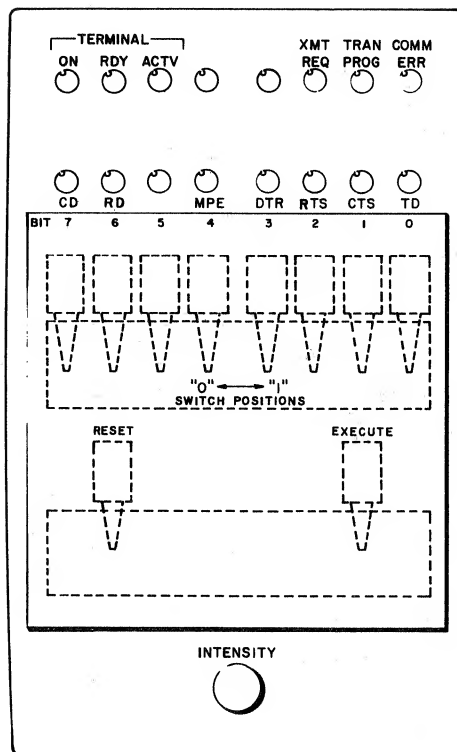 TERMINAL
XMT TRAN COMM
ON RDY ACTV REQ PROG ERR
CD RD MPE DTR RTS CTS TD
BIT 7 6 5 4 3 2 1 0
"0" "1"
SWITCH POSITIONS
RESET EXECUTE
INTENSITY